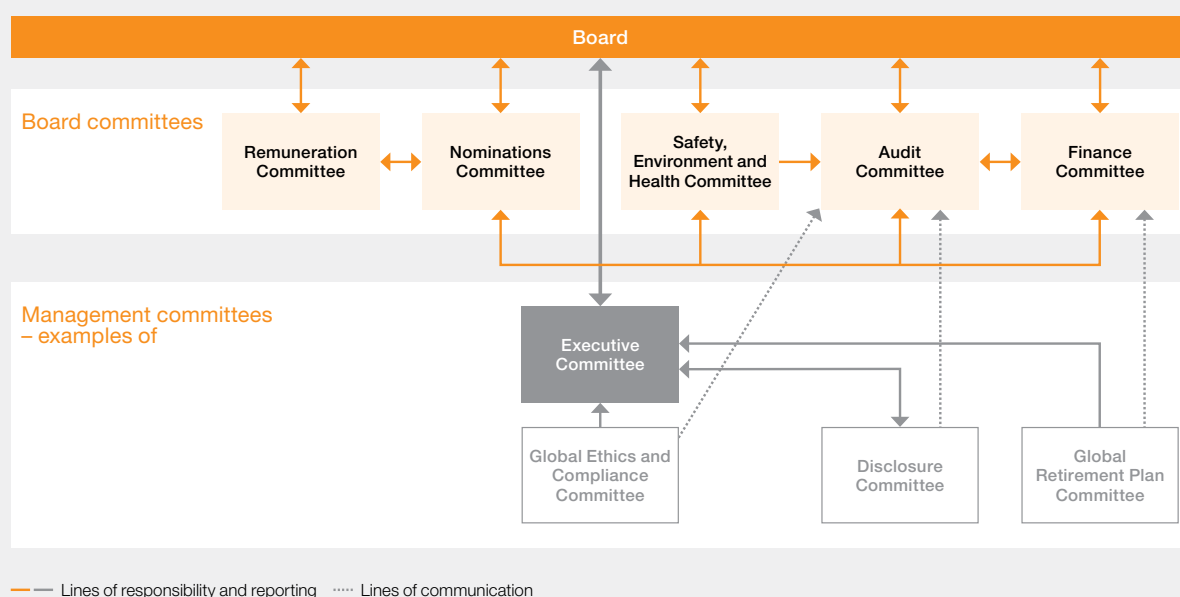 Board
Board committees
Remuneration
Committee
Nominations
Committee
Safety,
Environment and
Health Committee
Audit
Committee
Finance
Committee
Management committees
– examples of
Executive
Committee
Global Ethics and
Compliance
Committee
Disclosure
Committee
Global
Retirement Plan
Committee
Lines of responsibility and reporting
Lines of communication